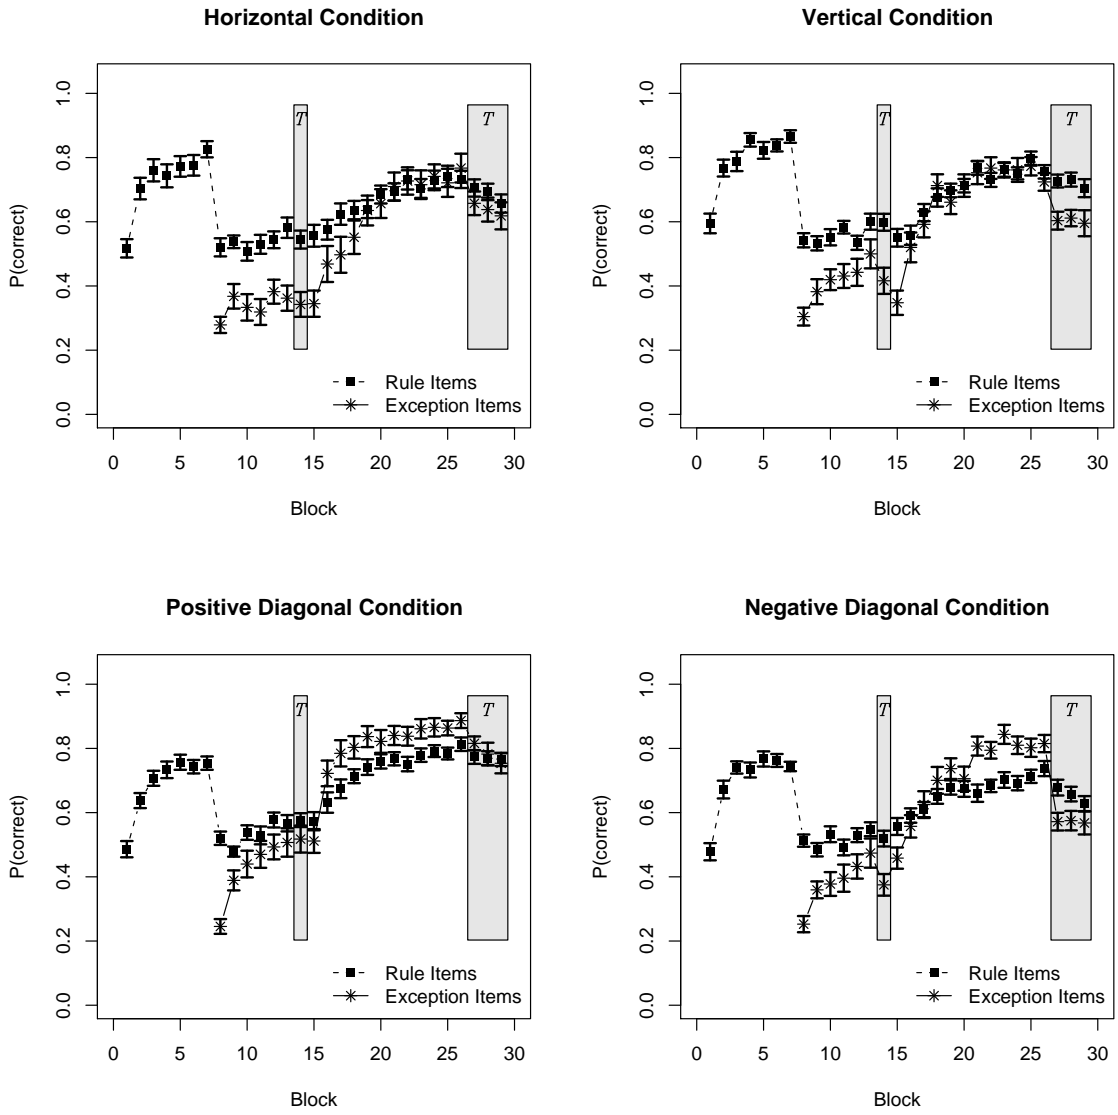 Horizontal Condition
P(correct)
1.0
0.8
0.6
0.4
0.2
0.0
T
T
Rule Items
Exception Items
0 5 10 15 20 25 30
Block
Vertical Condition
P(correct)
1.0
0.8
0.6
0.4
0.2
0.0
T
T
Rule Items
Exception Items
0 5 10 15 20 25 30
Block
Positive Diagonal Condition
P(correct)
1.0
0.8
0.6
0.4
0.2
0.0
T
T
Rule Items
Exception Items
0 5 10 15 20 25 30
Block
Negative Diagonal Condition
P(correct)
1.0
0.8
0.6
0.4
0.2
0.0
T
T
Rule Items
Exception Items
0 5 10 15 20 25 30
Block